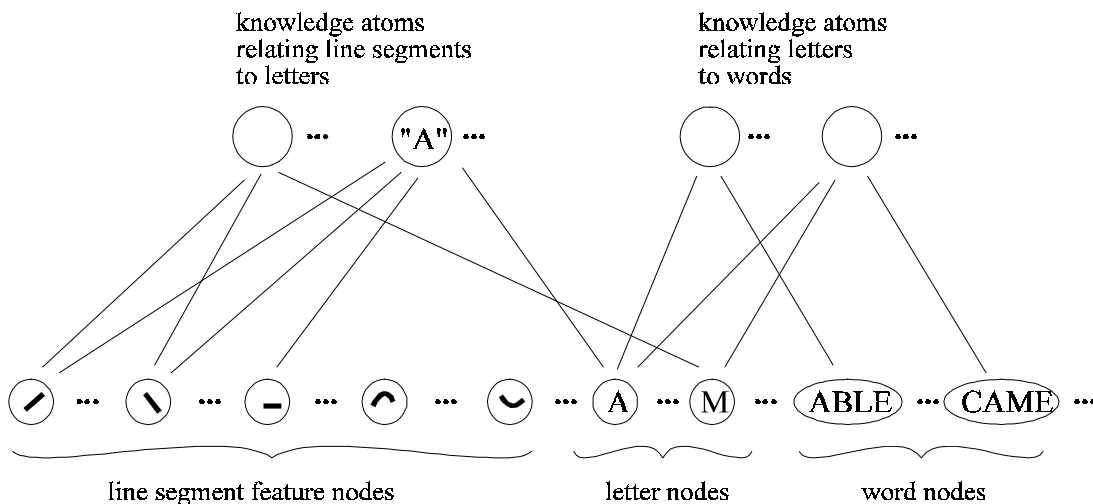 knowledge atoms
relating line segments
to letters
knowledge atoms
relating letters
to words
... "A" ... ... ...
... ... ... ... ... A ... M ... ABLE ... CAME ...
line segment feature nodes
letter nodes
word nodes